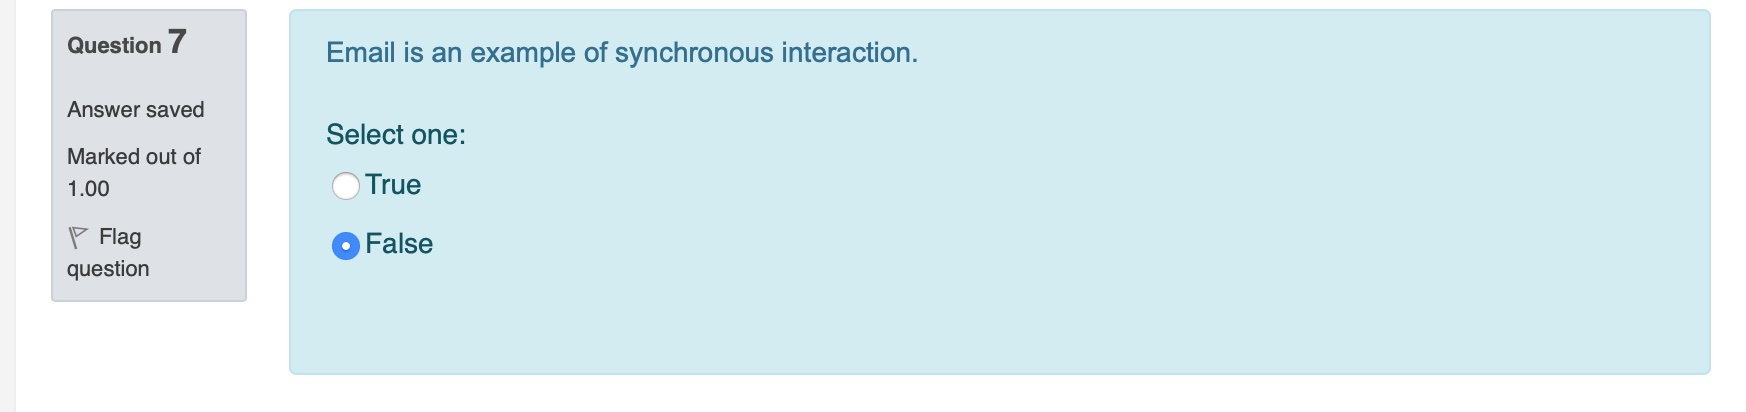 Question 7
Answer saved
Marked out of
1.00
Flag
question
Email is an example of synchronous interaction.
Select one:
True
False